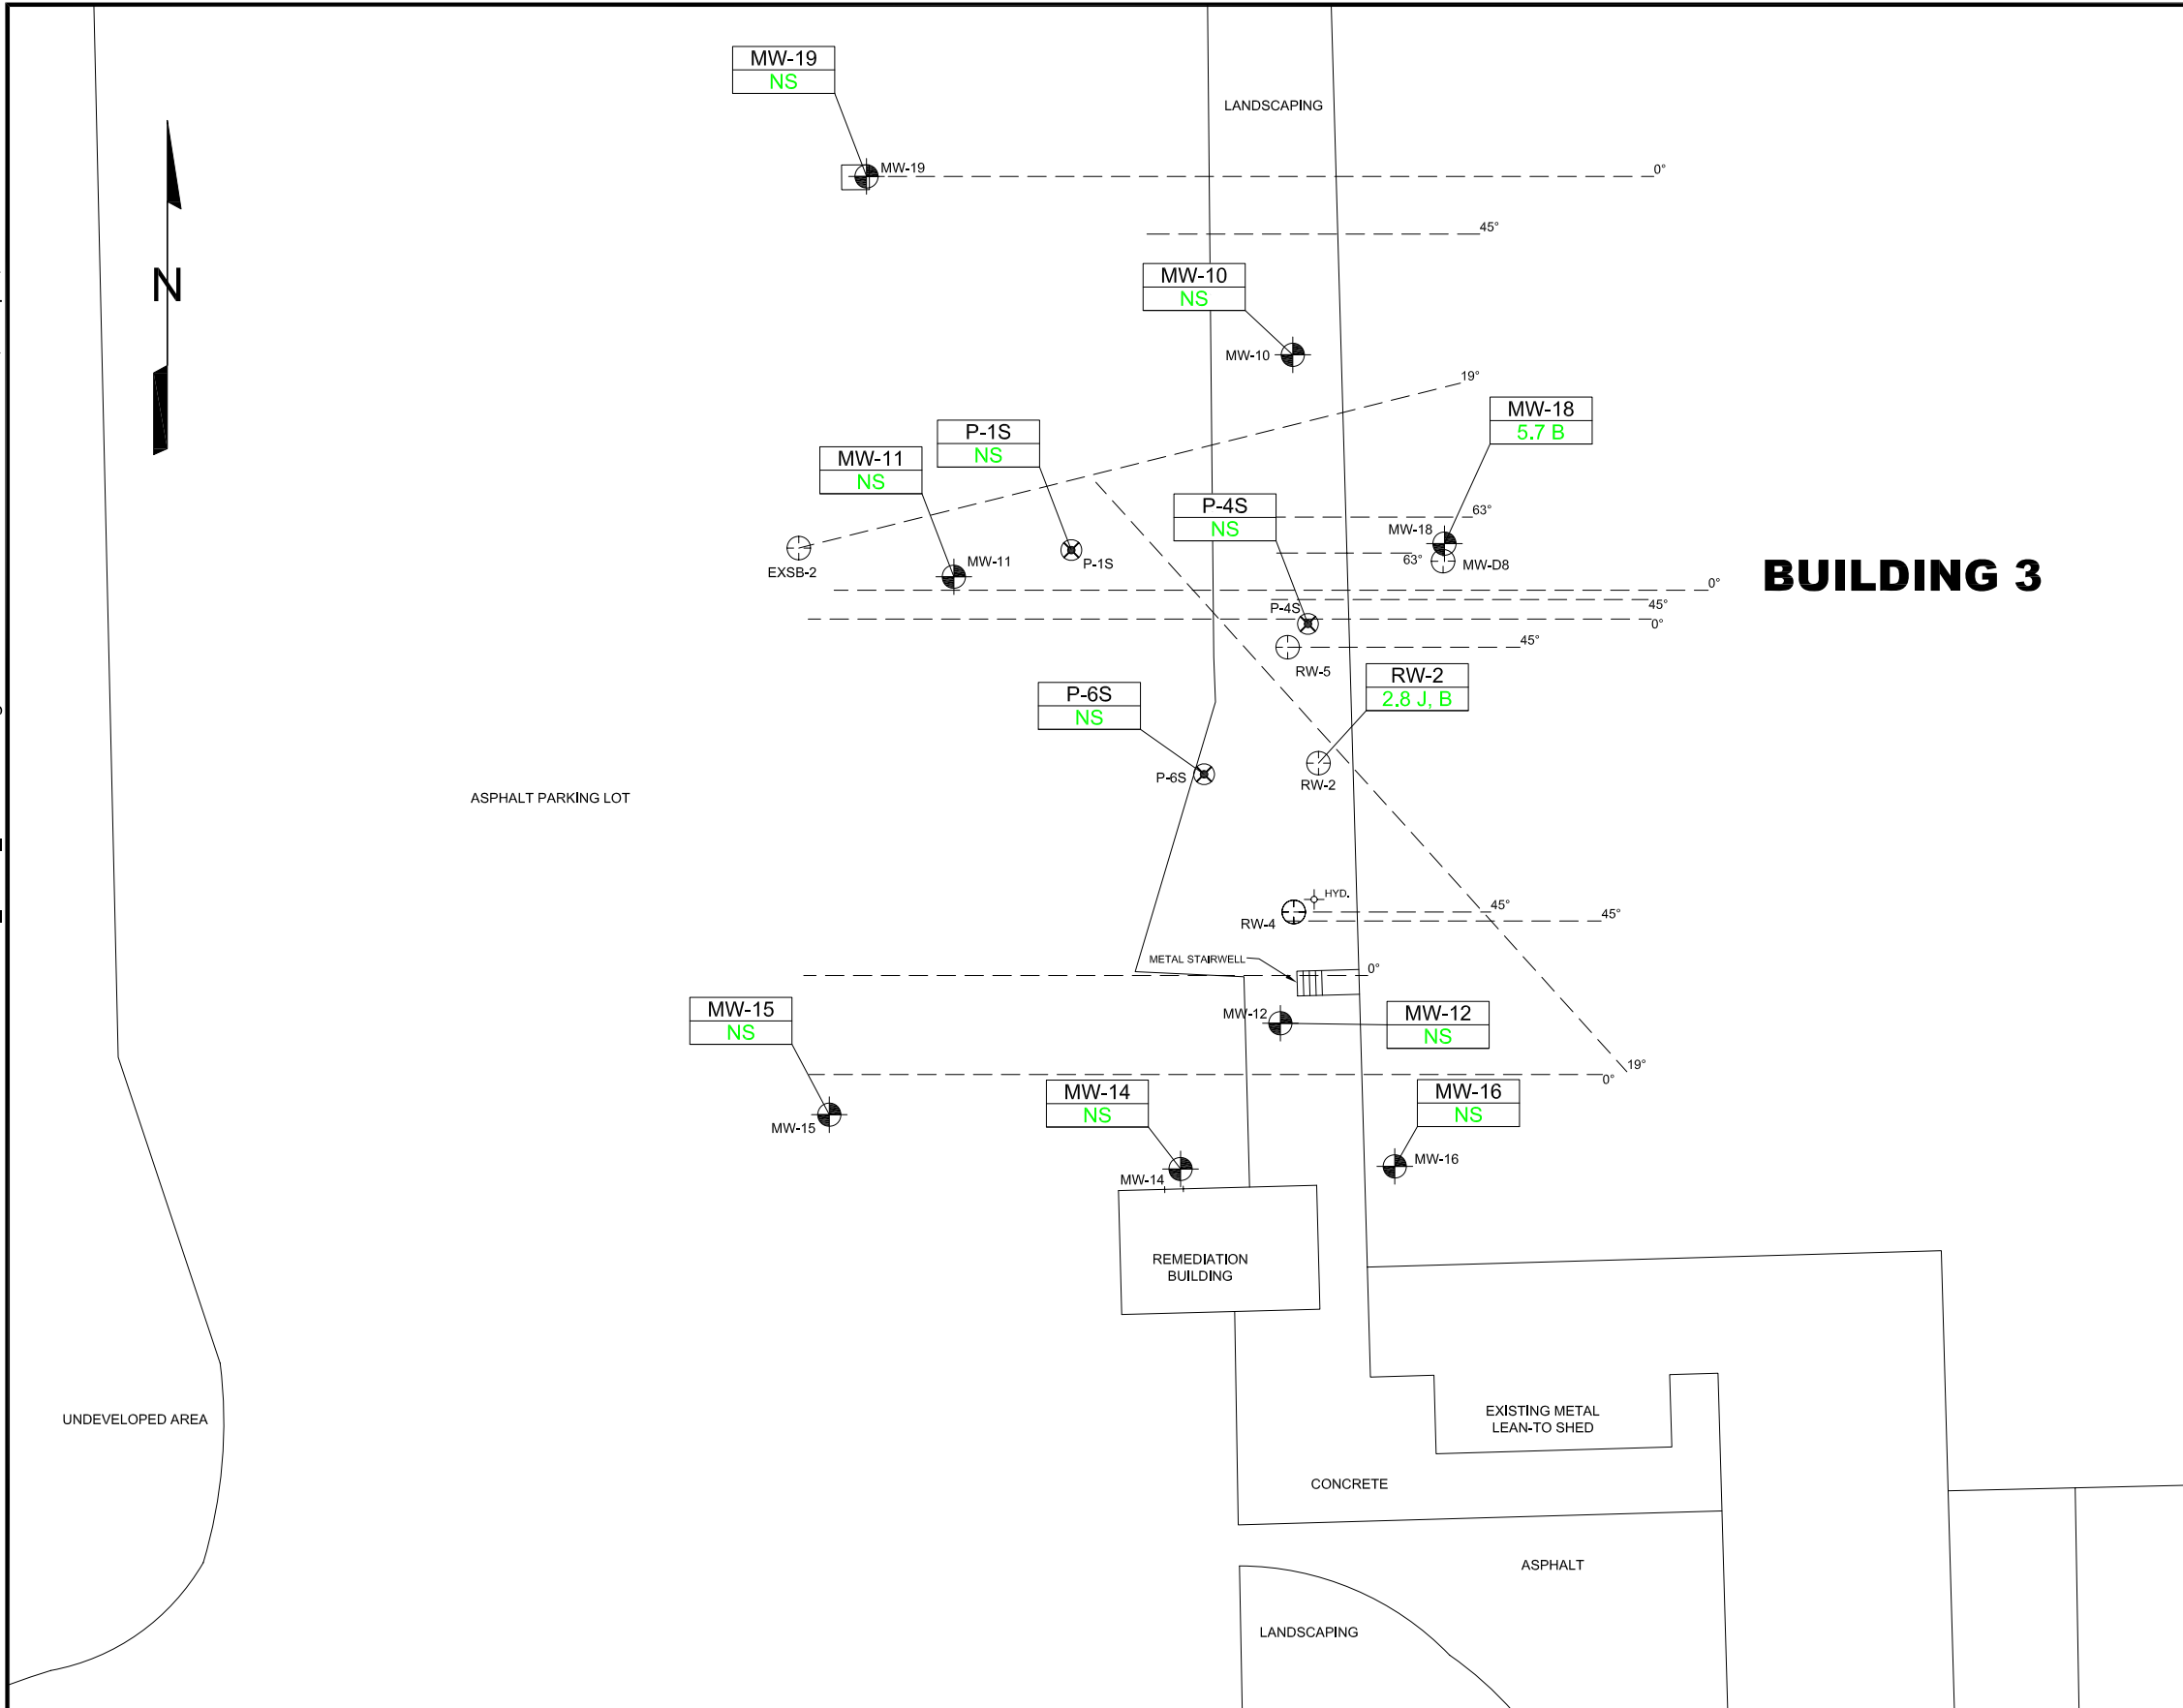 MW-19
NS
LANDSCAPING
MW-19
0°
45°
N
MW-10
NS
MW-10
19°
MW-18
5.7 B
P-1S
NS
MW-11
NS
P-4S
NS
63°
MW-18
63°
MW-D8
EXSB-2
MW-11
P-1S
BUILDING 3
0°
45°
0°
P-4S
45°
RW-5
RW-2
2.8 J, B
P-6S
NS
P-6S
RW-2
ASPHALT PARKING LOT
HYD.
45°
45°
RW-4
METAL STAIRWELL
0°
MW-15
NS
MW-12
MW-12
NS
19°
0°
MW-14
NS
MW-16
NS
MW-15
MW-14
MW-16
REMEDIATION
BUILDING
UNDEVELOPED AREA
EXISTING METAL
LEAN-TO SHED
CONCRETE
ASPHALT
LANDSCAPING